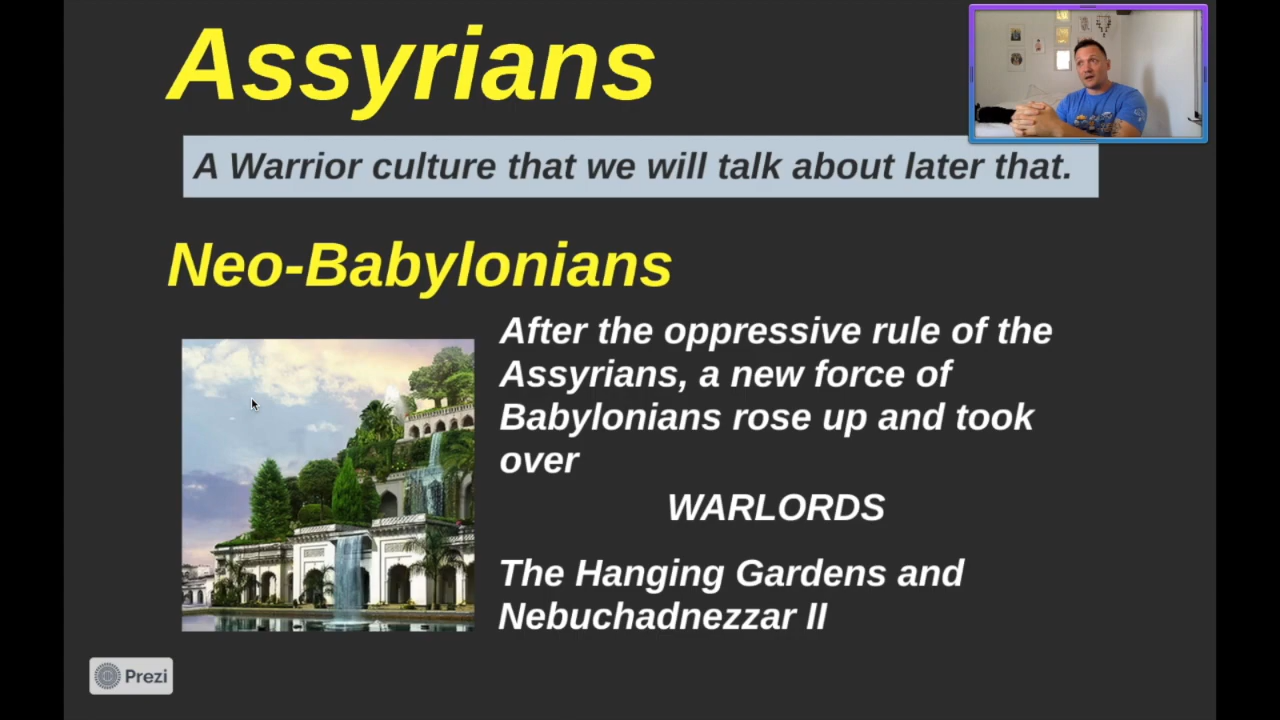 Assyrians
A Warrior culture that we will talk about later that.
Neo-Babylonians
After the oppressive rule of the
Assyrians, a new force of
Babylonians rose up and took
over
WARLORDS
The Hanging Gardens and
Nebuchadnezzar II
Prezi